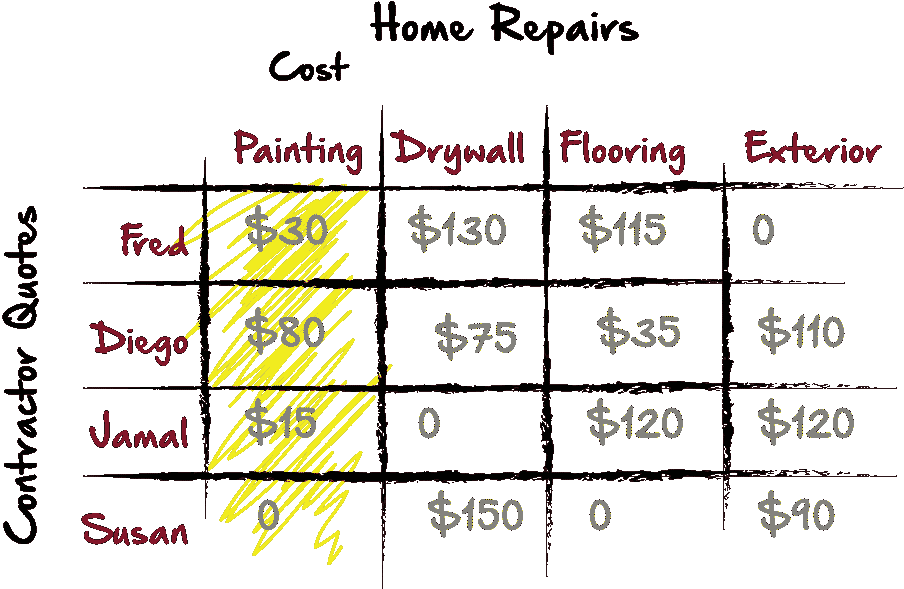 Home Repairs
Cost
Painting Drywall Flooring Exterior
Contractor Quotes
Fred $30 $130 $115 0
Diego $80 $75 $35 $110
Jamal $15 0 $120 $120
Susan 0 $150 0 $90